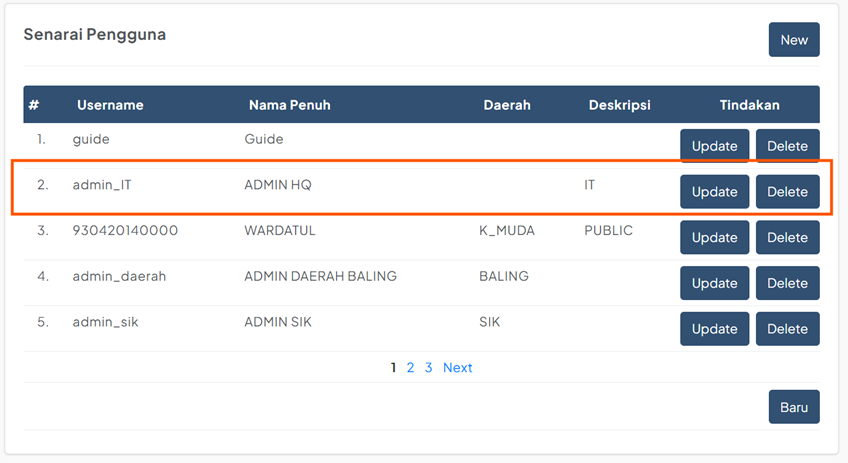 Senarai Pengguna
New
# Username Nama Penuh Daerah Deskripsi Tindakan
1. guide Guide Update Delete
2. admin_IT ADMIN HQ IT Update Delete
3. 930420140000 WARDATUL K_MUDA PUBLIC Update Delete
4. admin_daerah ADMIN DAERAH BALING BALING Update Delete
5. admin_sik ADMIN SIK SIK Update Delete
1 2 3 Next
Baru